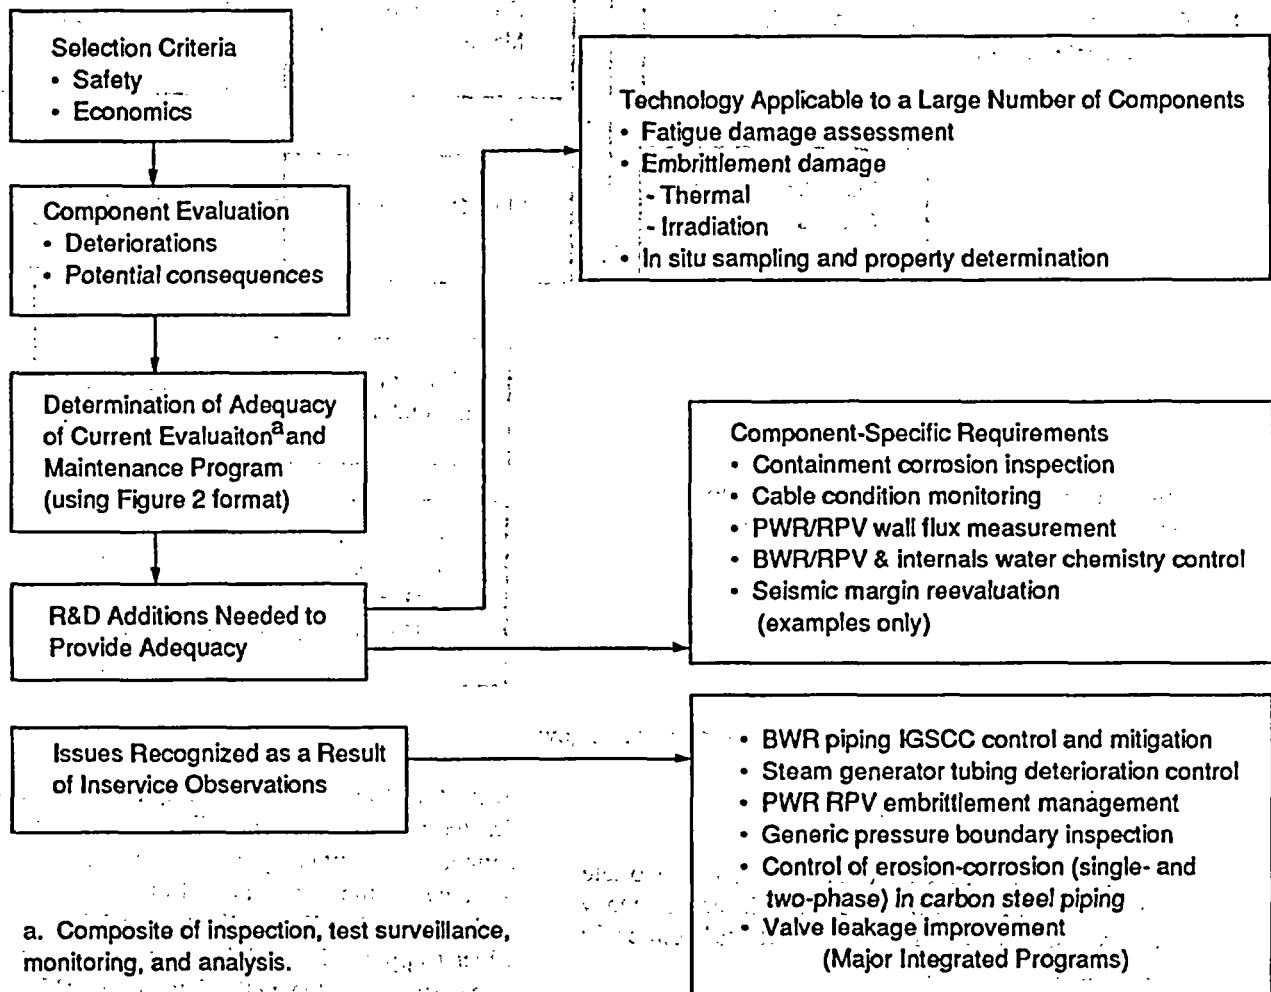 Selection Criteria
• Safety
• Economics
Component Evaluation
• Deteriorations
• Potential consequences
Determination of Adequacy
of Current Evaluaitonᵃ and
Maintenance Program
(using Figure 2 format)
R&D Additions Needed to
Provide Adequacy
Issues Recognized as a Result
of Inservice Observations
a. Composite of inspection, test surveillance,
monitoring, and analysis.
Technology Applicable to a Large Number of Components
• Fatigue damage assessment
• Embrittlement damage
- Thermal
- Irradiation
• In situ sampling and property determination
Component-Specific Requirements
• Containment corrosion inspection
• Cable condition monitoring
• PWR/RPV wall flux measurement
• BWR/RPV & internals water chemistry control
• Seismic margin reevaluation
(examples only)
• BWR piping IGSCC control and mitigation
• Steam generator tubing deterioration control
• PWR RPV embrittlement management
• Generic pressure boundary inspection
• Control of erosion-corrosion (single- and
two-phase) in carbon steel piping
• Valve leakage improvement
(Major Integrated Programs)